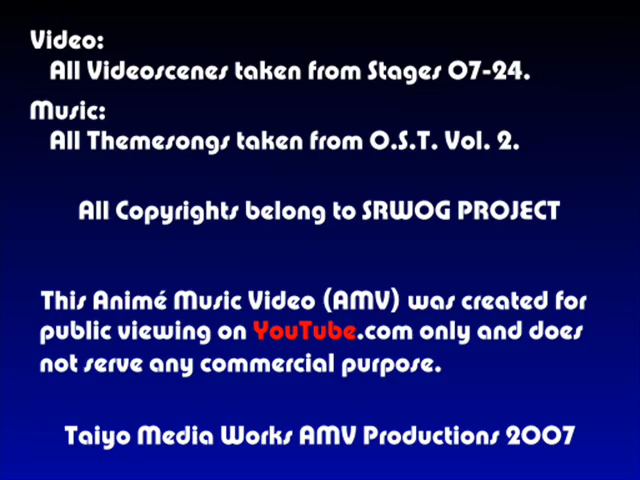 Video:
All Videoscenes taken from Stages 07-24.
Music:
All Themesongs taken from O.S.T. Vol. 2.
All Copyrights belong to SRWOG PROJECT
This Animé Music Video (AMV) was created for
public viewing on YouTube.com only and does
not serve any commercial purpose.
Taiyo Media Works AMV Productions 2007